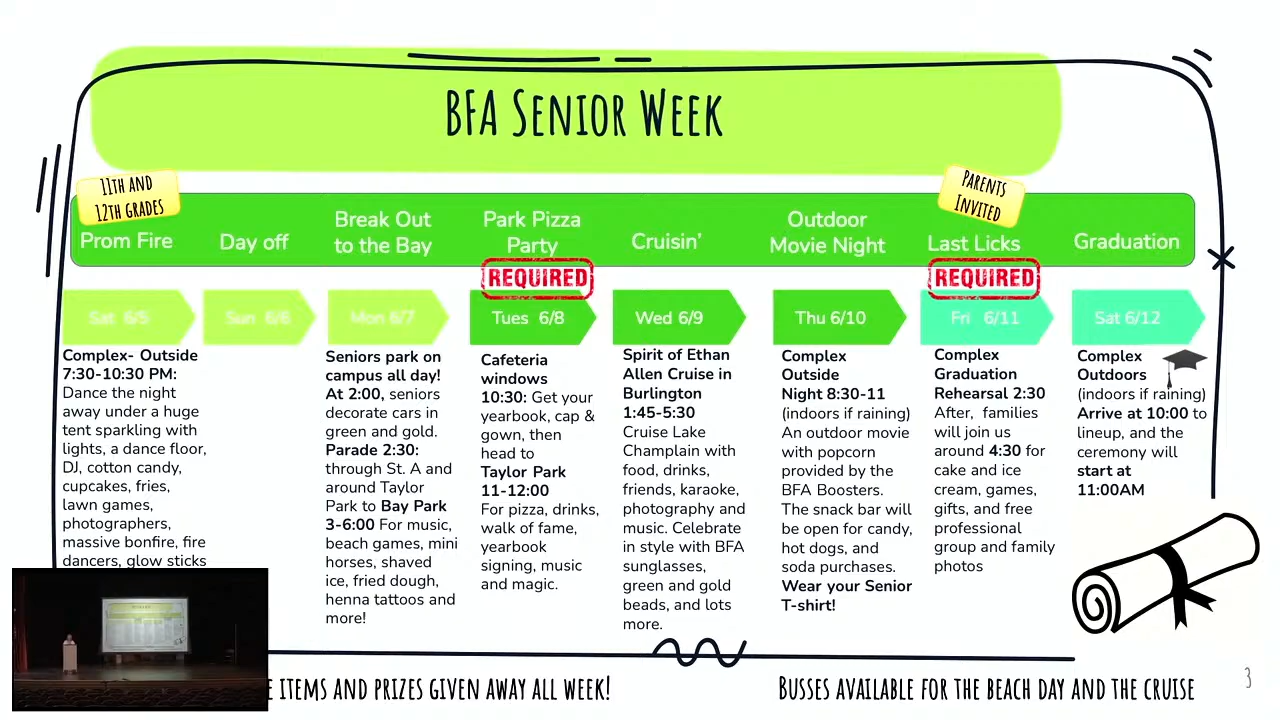 BFA Senior Week
11th and
12th grades
Prom Fire
Day off
Break Out
to the Bay
Park Pizza
Party
REQUIRED
Cruisin'
Outdoor
Movie Night
Parents
Invited
Last Licks
REQUIRED
Graduation
Sat 6/5
Sun 6/6
Mon 6/7
Tues 6/8
Wed 6/9
Thu 6/10
Fri 6/11
Sat 6/12
Complex- Outside
7:30-10:30 PM:
Dance the night
away under a huge
tent sparkling with
lights, a dance floor,
DJ, cotton candy,
cupcakes, fries,
lawn games,
photographers,
massive bonfire, fire
dancers, glow sticks
Seniors park on
campus all day!
At 2:00, seniors
decorate cars in
green and gold.
Parade 2:30:
through St. A and
around Taylor
Park to Bay Park
3-6:00 For music,
beach games, mini
horses, shaved
ice, fried dough,
henna tattoos and
more!
Cafeteria
windows
10:30: Get your
yearbook, cap &
gown, then
head to
Taylor Park
11-12:00
For pizza, drinks,
walk of fame,
yearbook
signing, music
and magic.
Spirit of Ethan
Allen Cruise in
Burlington
1:45-5:30
Cruise Lake
Champlain with
food, drinks,
friends, karaoke,
photography and
music. Celebrate
in style with BFA
sunglasses,
green and gold
beads, and lots
more.
Complex
Outside
Night 8:30-11
(indoors if raining)
An outdoor movie
with popcorn
provided by the
BFA Boosters.
The snack bar will
be open for candy,
hot dogs, and
soda purchases.
Wear your Senior
T-shirt!
Complex
Graduation
Rehearsal 2:30
After, families
will join us
around 4:30 for
cake and ice
cream, games,
gifts, and free
professional
group and family
photos
Complex
Outdoors
(indoors if raining)
Arrive at 10:00 to
lineup, and the
ceremony will
start at
11:00AM
items and prizes given away all week!
Busses available for the beach day and the cruise
3